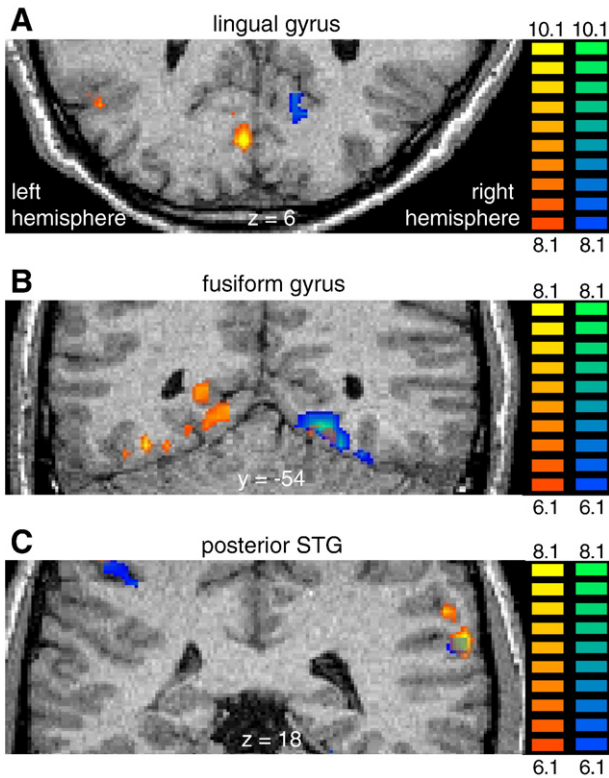 A
lingual gyrus
10.1 10.1
left
hemisphere
z = 6
right
hemisphere
8.1 8.1
B
fusiform gyrus
8.1 8.1
y = -54
6.1 6.1
C
posterior STG
8.1 8.1
z = 18
6.1 6.1